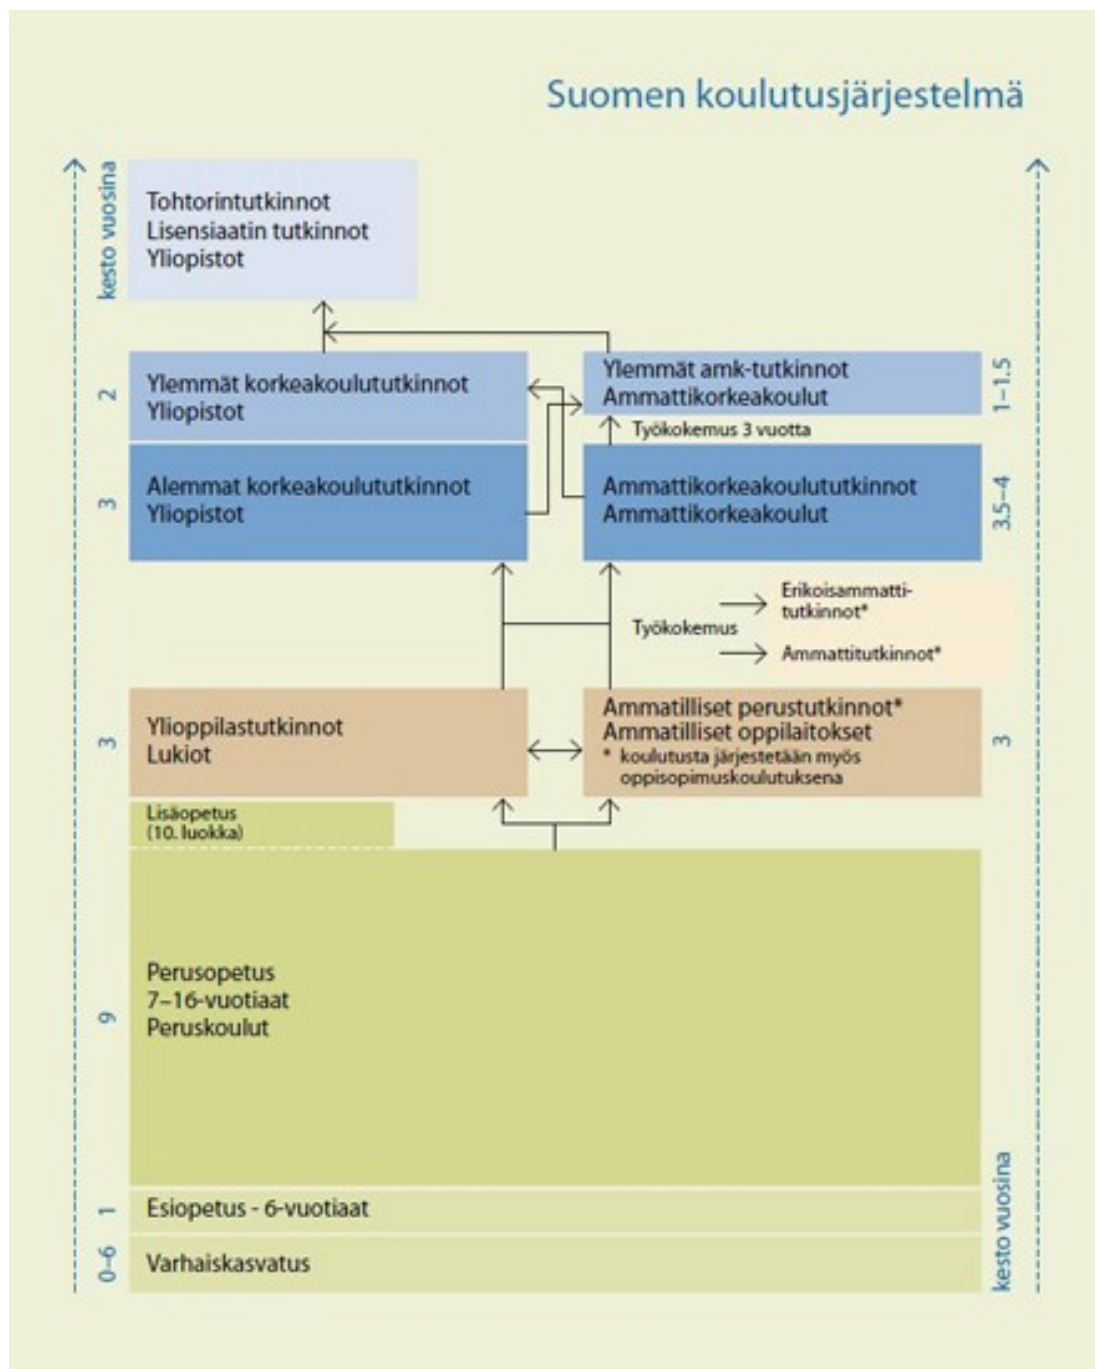 Suomen koulutusjärjestelmä
kesto vuosina
Tohtorintutkinnot
Lisensiaatin tutkinnot
Yliopistot
2
Ylemmät korkeakoulututkinnot
Yliopistot
Ylemmät amk-tutkinnot
Ammattikorkeakoulut
1–1.5
Työkokemus 3 vuotta
3
Alemmat korkeakoulututkinnot
Yliopistot
Ammattikorkeakoulututkinnot
Ammattikorkeakoulut
3.5–4
Työkokemus
Erikoisammatti-
tutkinnot*
Ammattitutkinnot*
3
Ylioppilastutkinnot
Lukiot
Ammatilliset perustutkinnot*
Ammatilliset oppilaitokset
* koulutusta järjestetään myös
oppisopimuskoulutuksena
3
Lisäopetus
(10. luokka)
9
Perusopetus
7–16-vuotiaat
Peruskoulut
1
Esiopetus - 6-vuotiaat
0–6
Varhaiskasvatus
kesto vuosina